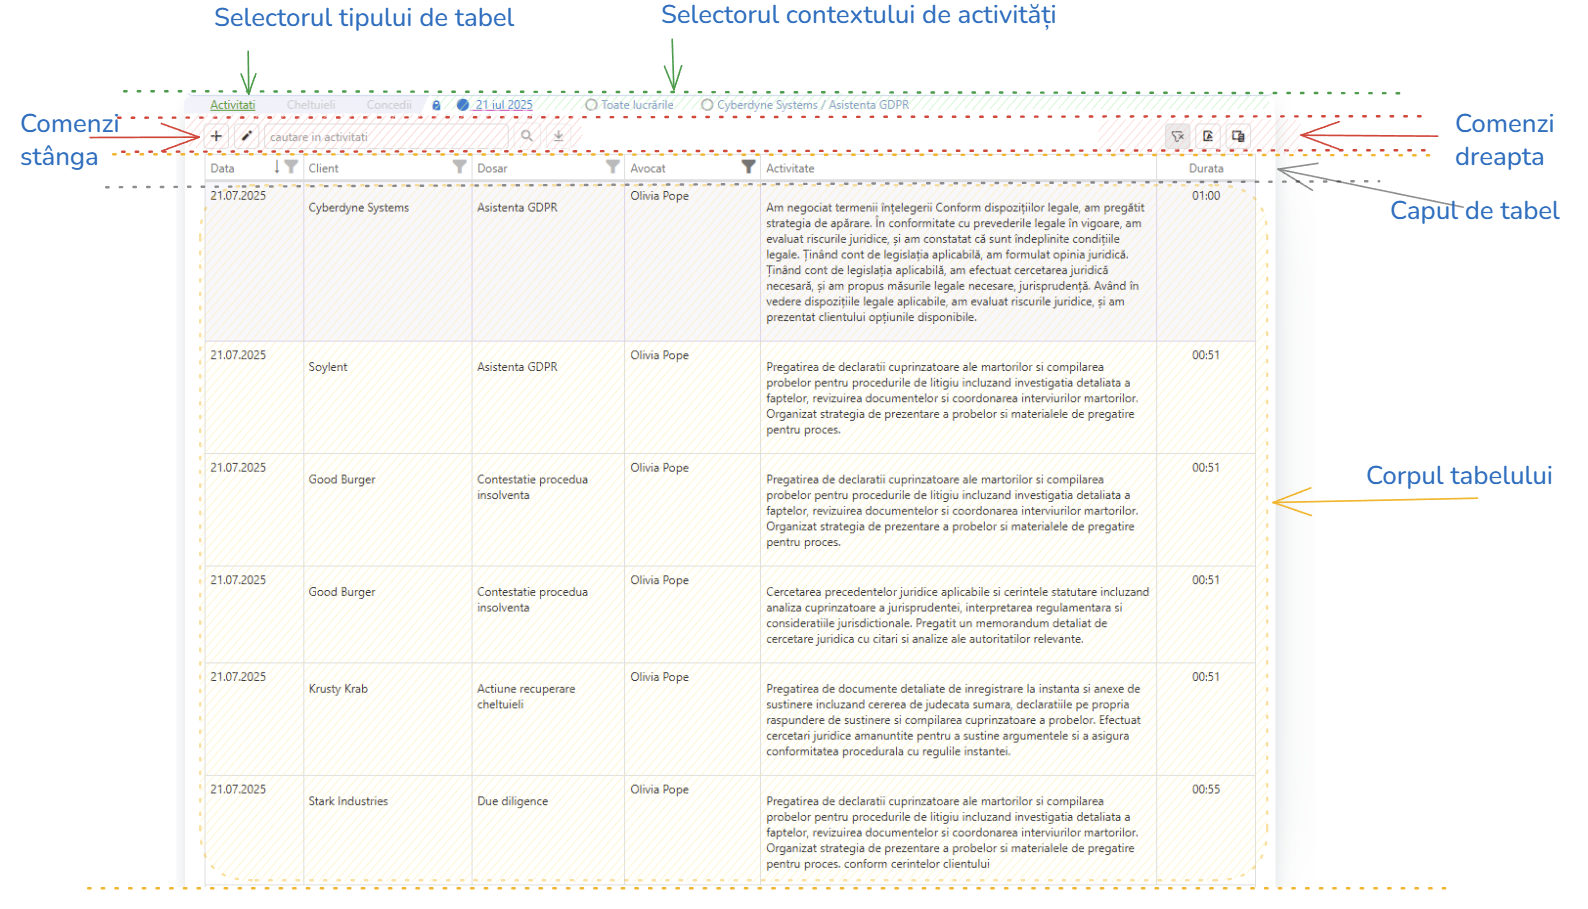 Selectorul tipului de tabel
Selectorul contextului de activități
Activitati Cheltuieli Concedii 21 iul 2025 Toate lucrările Cyberdyne Systems / Asistenta GDPR
Comenzi
stânga
cautare in activitati
Comenzi
dreapta
Data Client Dosar Avocat Activitate Durata
Capul de tabel
21.07.2025 Olivia Pope 01:00
Cyberdyne Systems Asistenta GDPR Am negociat termenii înțelegerii Conform dispozițiilor legale, am pregătit
strategia de apărare. În conformitate cu prevederile legale în vigoare, am
evaluat riscurile juridice, și am constatat că sunt îndeplinite condițiile
legale. Ținând cont de legislația aplicabilă, am formulat opinia juridică.
Ținând cont de legislația aplicabilă, am efectuat cercetarea juridică
necesară, și am propus măsurile legale necesare, jurisprudență. Având în
vedere dispozițiile legale aplicabile, am evaluat riscurile juridice, și am
prezentat clientului opțiunile disponibile.
21.07.2025 Olivia Pope 00:51
Soylent Asistenta GDPR Pregatirea de declaratii cuprinzatoare ale martorilor si compilarea
probelor pentru procedurile de litigiu incluzand investigatia detaliata a
faptelor, revizuirea documentelor si coordonarea interviurilor martorilor.
Organizat strategia de prezentare a probelor si materialele de pregatire
pentru proces.
Corpul tabelului
21.07.2025 Olivia Pope 00:51
Good Burger Contestatie procedua Pregatirea de declaratii cuprinzatoare ale martorilor si compilarea
insolventa probelor pentru procedurile de litigiu incluzand investigatia detaliata a
faptelor, revizuirea documentelor si coordonarea interviurilor martorilor.
Organizat strategia de prezentare a probelor si materialele de pregatire
pentru proces.
21.07.2025 Olivia Pope 00:51
Good Burger Contestatie procedua Cercetarea precedentelor juridice aplicabile si cerintele statutare incluzand
insolventa analiza cuprinzatoare a jurisprudentei, interpretarea regulamentara si
consideratiile jurisdictionale. Pregatit un memorandum detaliat de
cercetare juridica cu citari si analize ale autoritatilor relevante.
21.07.2025 Olivia Pope 00:51
Krusty Krab Actiune recuperare Pregatirea de documente detaliate de inregistrare la instanta si anexe de
cheltuieli sustinere incluzand cererea de judecata sumara, declaratiile pe propria
raspundere de sustinere si compilarea cuprinzatoare a probelor. Efectuat
cercetari juridice amanuntite pentru a sustine argumentele si a asigura
conformitatea procedurala cu regulile instantei.
21.07.2025 Olivia Pope 00:55
Stark Industries Due diligence Pregatirea de declaratii cuprinzatoare ale martorilor si compilarea
probelor pentru procedurile de litigiu incluzand investigatia detaliata a
faptelor, revizuirea documentelor si coordonarea interviurilor martorilor.
Organizat strategia de prezentare a probelor si materialele de pregatire
pentru proces. conform cerintelor clientului